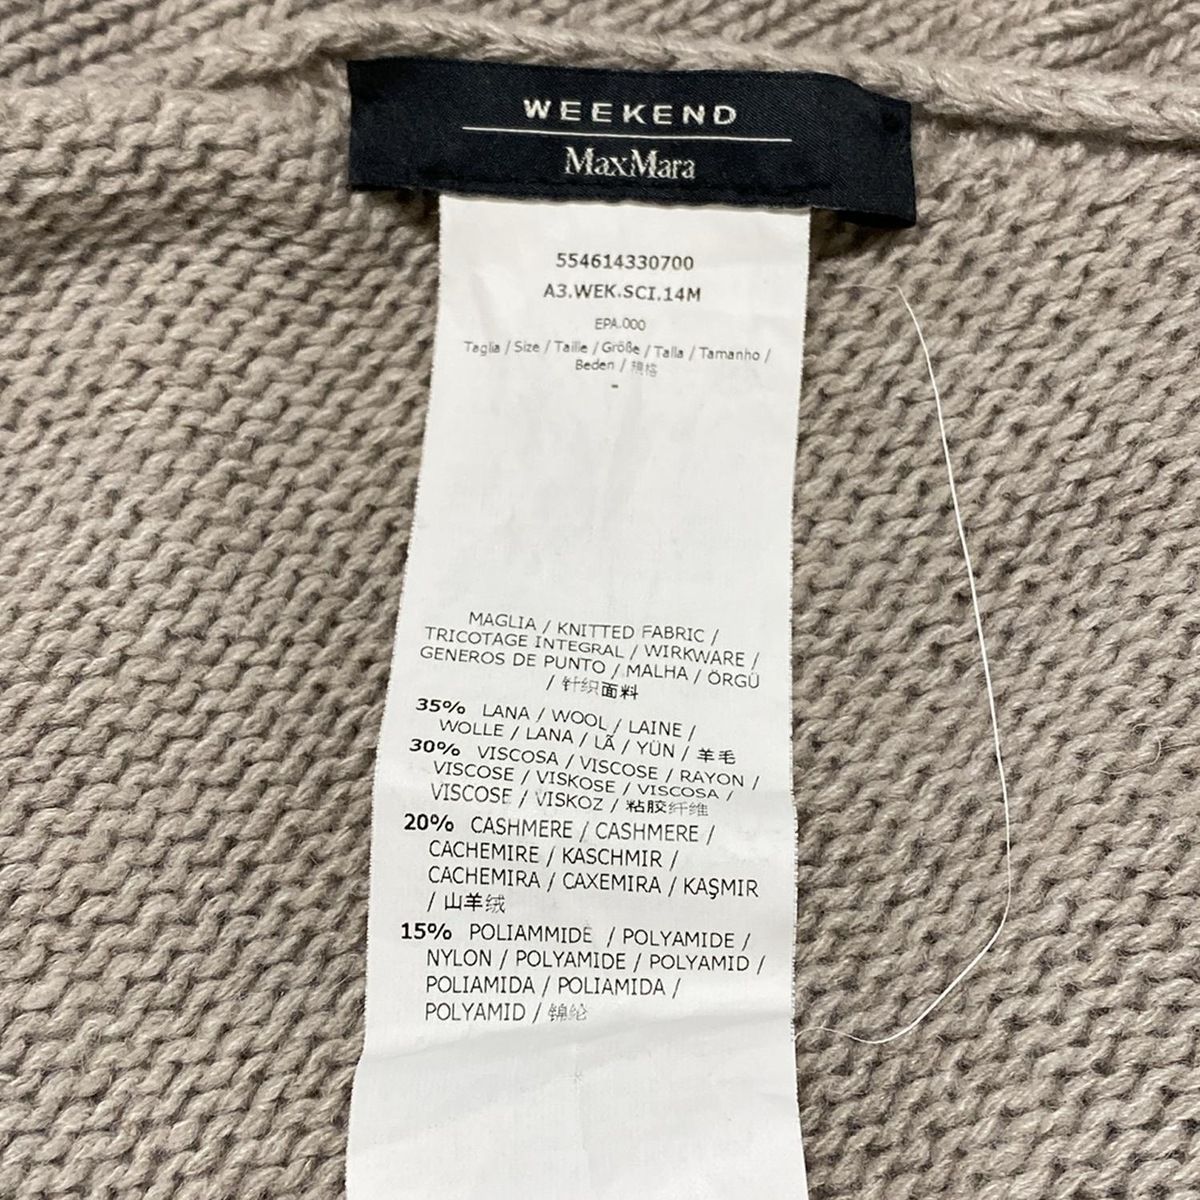 WEEKEND
MaxMara
554614330700
A3.WEK.SCI.14M
EPA.000
Taglia / Size / Taille / Größe / Talla / Tamanho /
Beden / 规格
-
MAGLIA / KNITTED FABRIC /
TRICOTAGE INTEGRAL / WIRKWARE /
GENEROS DE PUNTO / MALHA / ÖRGÜ
/ 针织面料
35% LANA / WOOL / LAINE /
WOLLE / LANA / LÃ / YÜN / 羊毛
30% VISCOSA / VISCOSE / RAYON /
VISCOSE / VISKOSE / VISCOSA /
VISCOSE / VISKOZ / 粘胶纤维
20% CASHMERE / CASHMERE /
CACHEMIRE / KASCHMIR /
CACHEMIRA / CAXEMIRA / KAŞMIR
/ 山羊绒
15% POLIAMMIDE / POLYAMIDE /
NYLON / POLYAMIDE / POLYAMID /
POLIAMIDA / POLIAMIDA /
POLYAMID / 锦纶